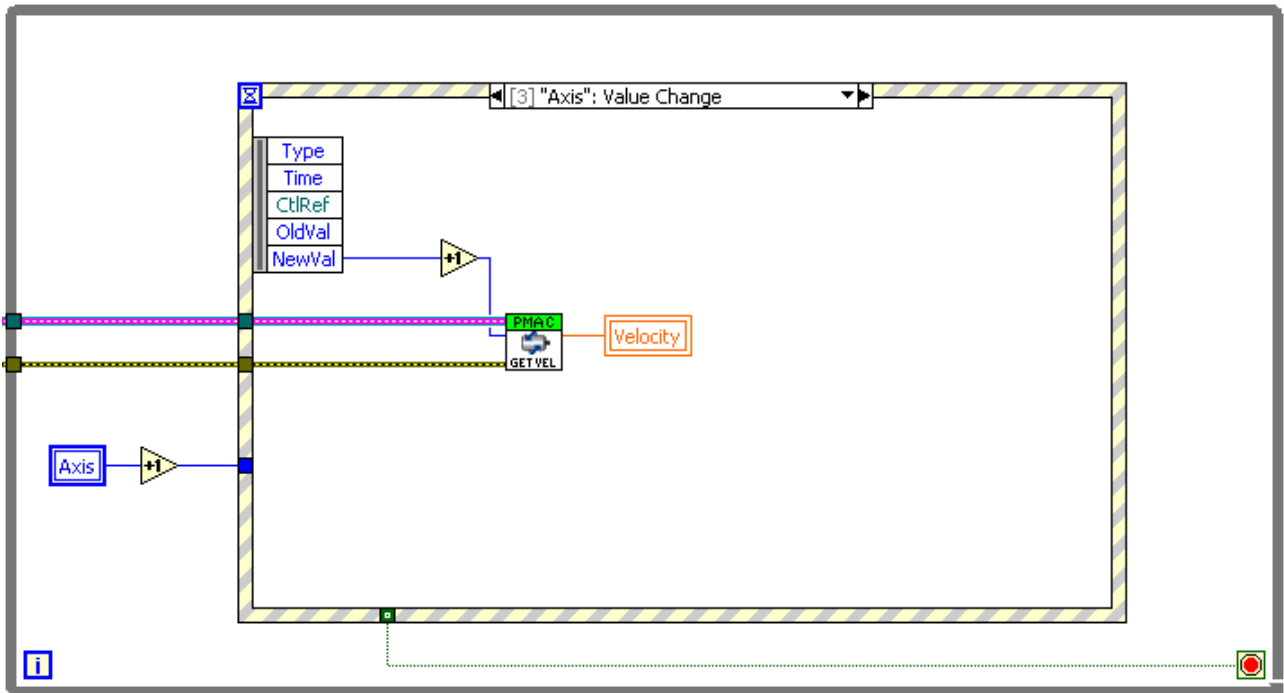 [3] "Axis": Value Change
Type
Time
CtlRef
OldVal
NewVal
+1
PMAC
GET VEL
Velocity
Axis
+1
i